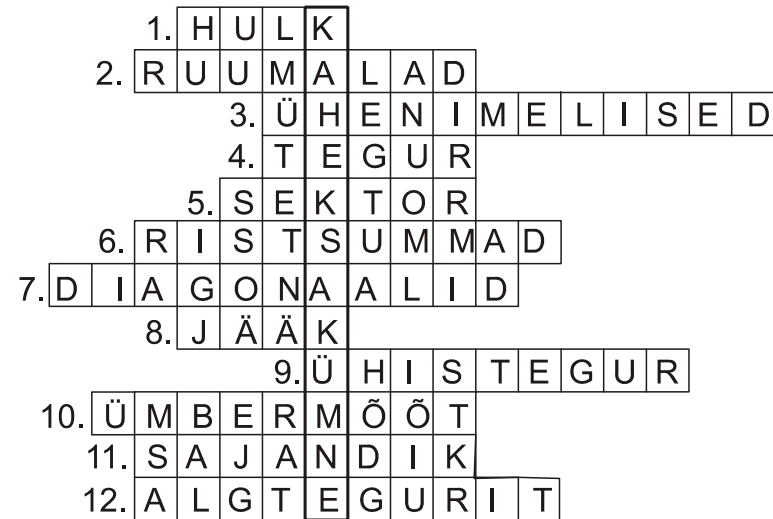 1. HULK
2. RUUMALAD
3. ÜHENIMELISED
4. TEGUR
5. SEKTOR
6. RISTSUMMAD
7. DIAGONAALID
8. JÄÄK
9. ÜHISTEGUR
10. ÜMBERMÕÕT
11. SAJANDIK
12. ALGTEGURIT